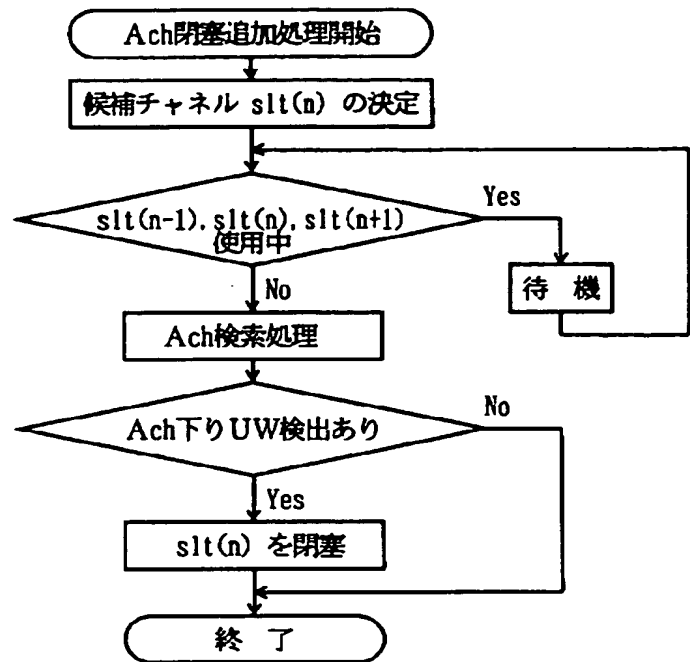 Ach閉塞追加処理開始
候補チャネル slt(n) の決定
slt(n-1), slt(n), slt(n+1)
使用中
Yes
待 機
No
Ach検索処理
Ach下りUW検出あり
No
Yes
slt(n) を閉塞
終 了